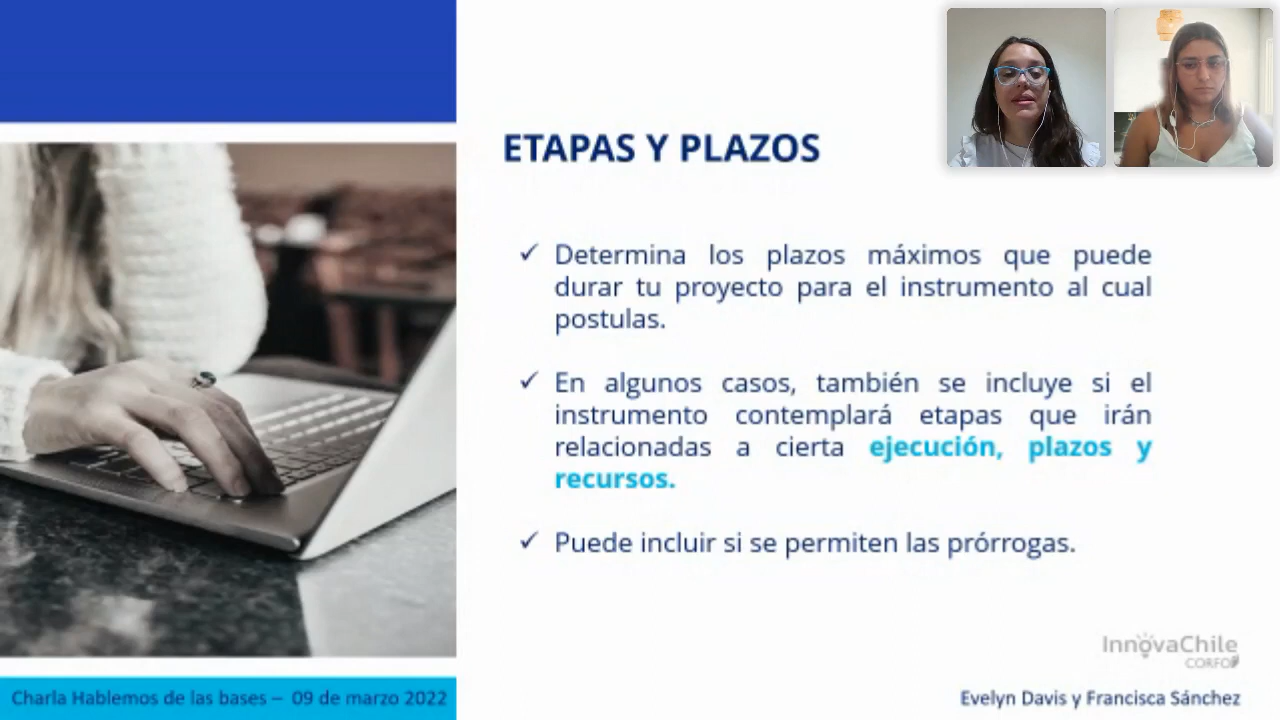 ETAPAS Y PLAZOS
✓ Determina los plazos máximos que puede
durar tu proyecto para el instrumento al cual
postulas.
✓ En algunos casos, también se incluye si el
instrumento contemplará etapas que irán
relacionadas a cierta ejecución, plazos y
recursos.
✓ Puede incluir si se permiten las prórrogas.
InnovaChile
CORFO
Charla Hablemos de las bases – 09 de marzo 2022
Evelyn Davis y Francisca Sánchez